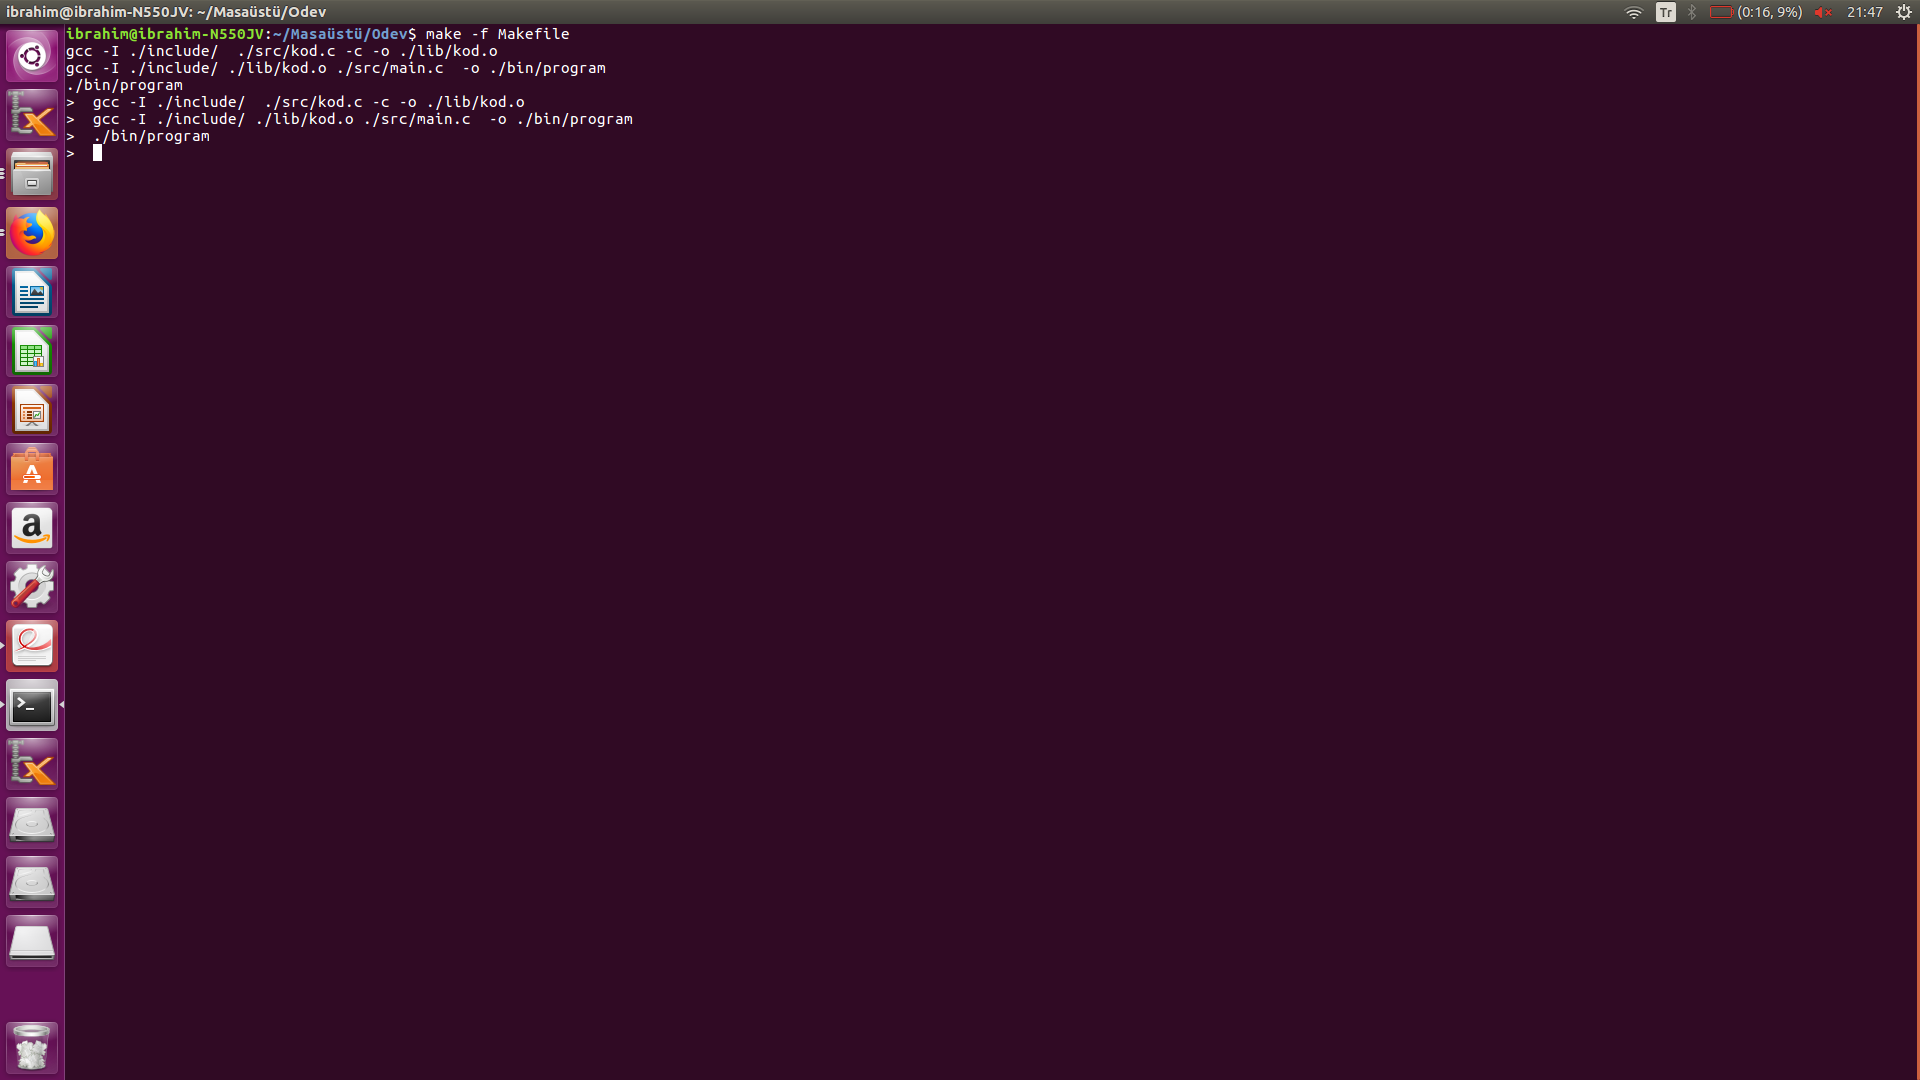 ibrahim@ibrahim-N550JV: ~/Masaüstü/Odev
Tr
(0:16, 9%)
21:47
ibrahim@ibrahim-N550JV:~/Masaüstü/Odev$ make -f Makefile
gcc -I ./include/  ./src/kod.c -c -o ./lib/kod.o
gcc -I ./include/ ./lib/kod.o ./src/main.c  -o ./bin/program
./bin/program
>  gcc -I ./include/  ./src/kod.c -c -o ./lib/kod.o
>  gcc -I ./include/ ./lib/kod.o ./src/main.c  -o ./bin/program
>  ./bin/program
>